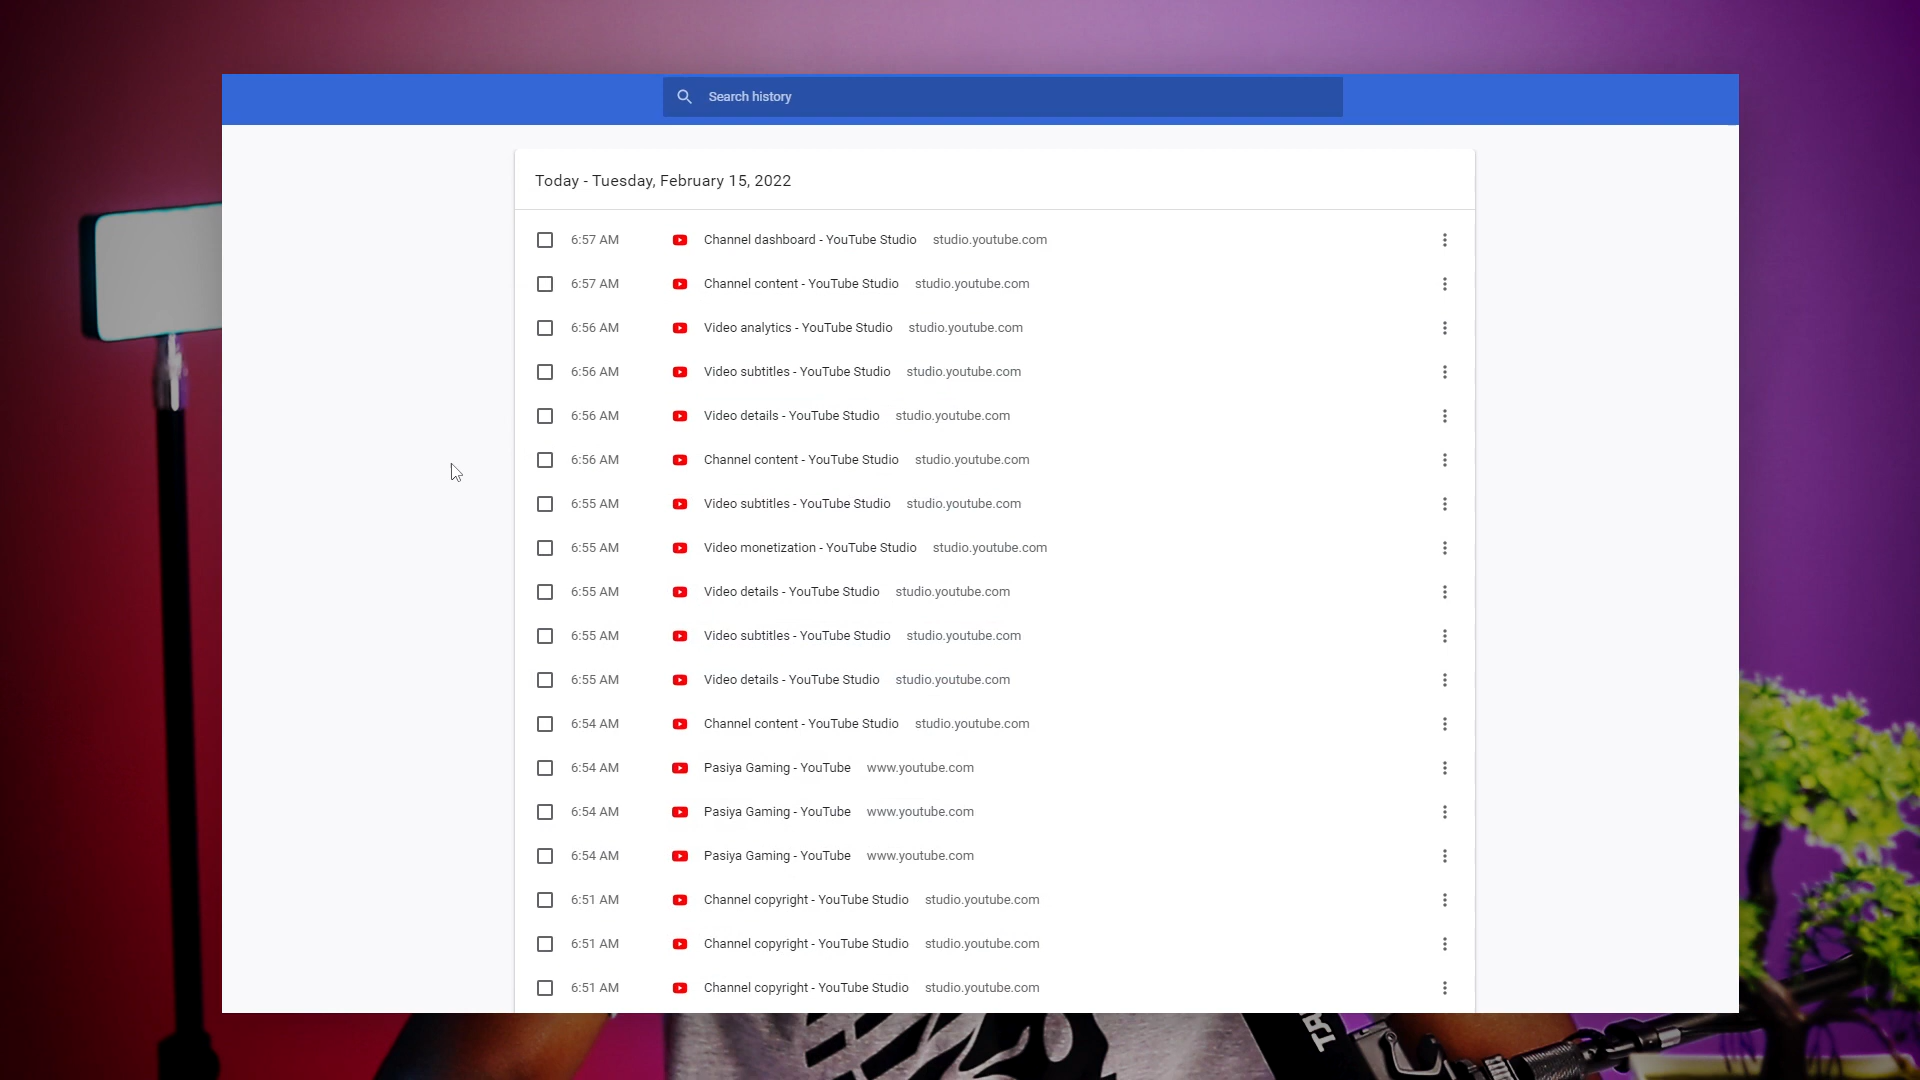 Search history
Today - Tuesday, February 15, 2022
6:57 AM Channel dashboard - YouTube Studio studio.youtube.com
6:57 AM Channel content - YouTube Studio studio.youtube.com
6:56 AM Video analytics - YouTube Studio studio.youtube.com
6:56 AM Video subtitles - YouTube Studio studio.youtube.com
6:56 AM Video details - YouTube Studio studio.youtube.com
6:56 AM Channel content - YouTube Studio studio.youtube.com
6:55 AM Video subtitles - YouTube Studio studio.youtube.com
6:55 AM Video monetization - YouTube Studio studio.youtube.com
6:55 AM Video details - YouTube Studio studio.youtube.com
6:55 AM Video subtitles - YouTube Studio studio.youtube.com
6:55 AM Video details - YouTube Studio studio.youtube.com
6:54 AM Channel content - YouTube Studio studio.youtube.com
6:54 AM Pasiya Gaming - YouTube www.youtube.com
6:54 AM Pasiya Gaming - YouTube www.youtube.com
6:54 AM Pasiya Gaming - YouTube www.youtube.com
6:51 AM Channel copyright - YouTube Studio studio.youtube.com
6:51 AM Channel copyright - YouTube Studio studio.youtube.com
6:51 AM Channel copyright - YouTube Studio studio.youtube.com